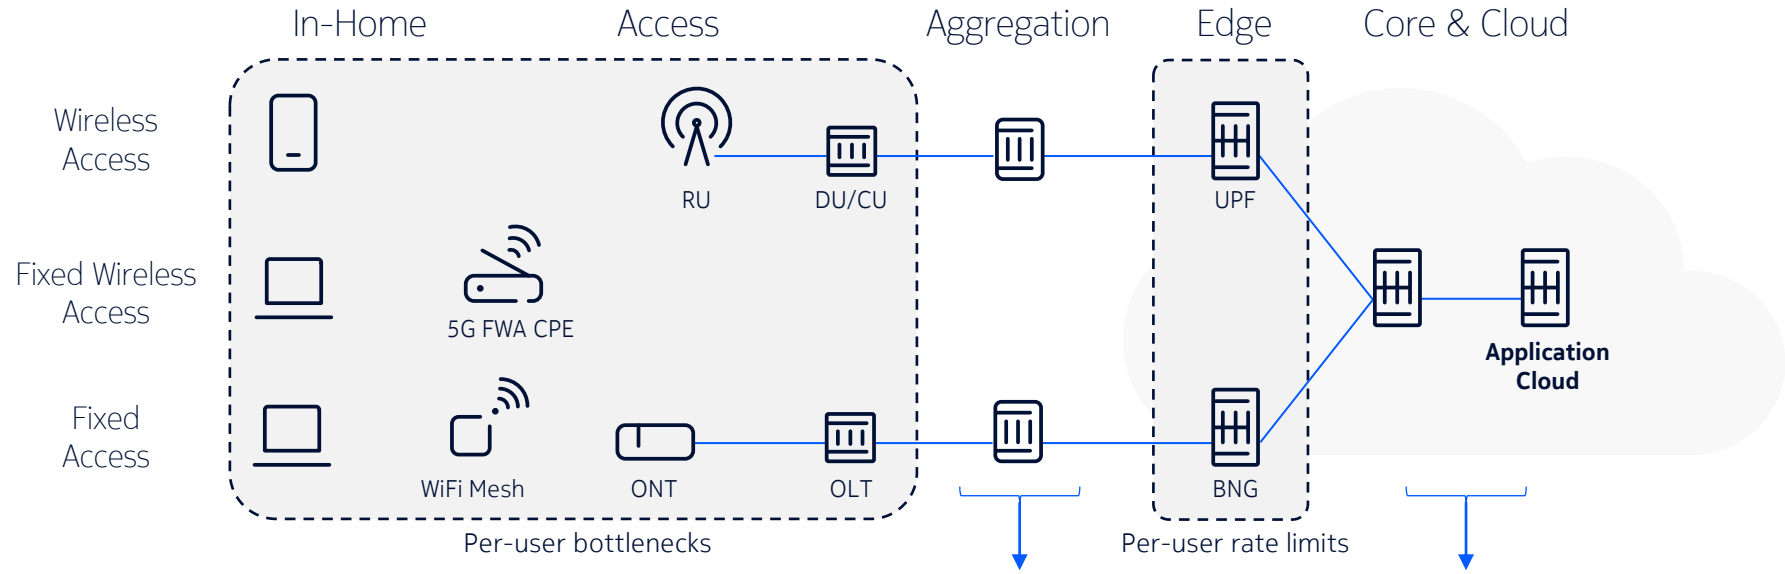 In-Home
Access
Aggregation
Edge
Core & Cloud
Wireless
Access
RU
DU/CU
UPF
Fixed Wireless
Access
5G FWA CPE
Application
Cloud
Fixed
Access
WiFi Mesh
ONT
OLT
BNG
Per-user bottlenecks
Per-user rate limits